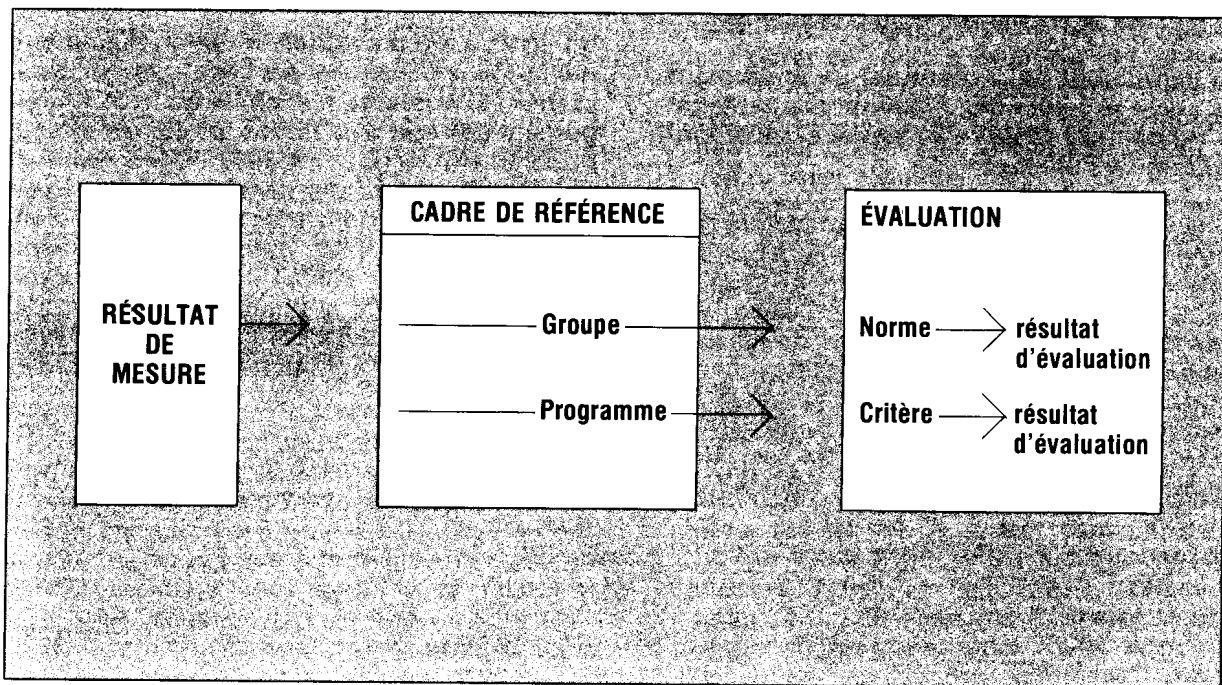 RÉSULTAT
DE
MESURE
CADRE DE RÉFÉRENCE
Groupe
Programme
ÉVALUATION
Norme
résultat
d'évaluation
Critère
résultat
d'évaluation